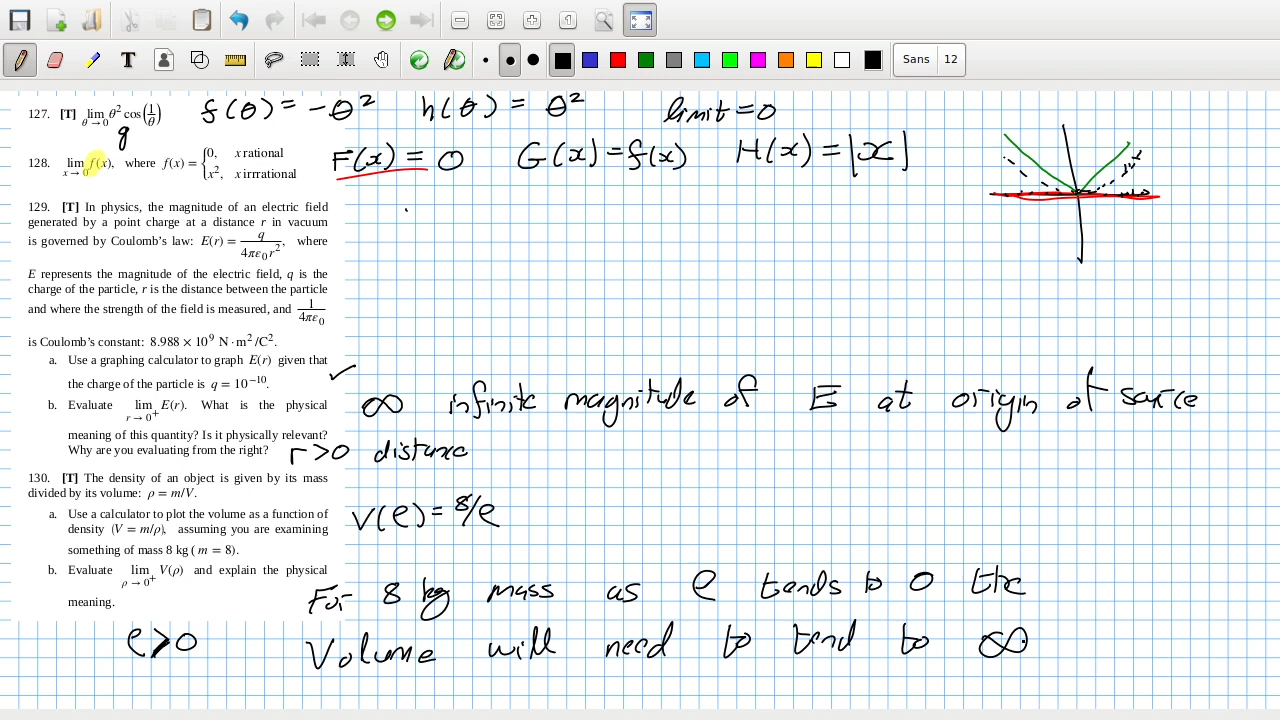 Sans 12
127. [T] lim θ→0 θ² cos(1/θ) f(θ) = -θ² h(θ) = θ² limit=0
g
128. lim x→0 f(x), where f(x) = {0, x rational F(x) = 0 G(x)=f(x) H(x)=|x|
x², x irrrational
129. [T] In physics, the magnitude of an electric field
generated by a point charge at a distance r in vacuum
is governed by Coulomb's law: E(r) = q/(4πε₀r²), where
E represents the magnitude of the electric field, q is the
charge of the particle, r is the distance between the particle
and where the strength of the field is measured, and 1/(4πε₀)
is Coulomb's constant: 8.988 × 10⁹ N·m²/C².
a. Use a graphing calculator to graph E(r) given that
the charge of the particle is q = 10⁻¹⁰. ✓
b. Evaluate lim r→0⁺ E(r). What is the physical
∞ infinite magnitude of E at origin of source
meaning of this quantity? Is it physically relevant?
Why are you evaluating from the right? r>0 distance
130. [T] The density of an object is given by its mass
divided by its volume: ρ = m/V.
a. Use a calculator to plot the volume as a function of
V(ρ) = 8/ρ
density (V = m/ρ), assuming you are examining
something of mass 8 kg ( m = 8).
b. Evaluate lim ρ→0⁺ V(ρ) and explain the physical
meaning.
For 8 kg mass as ρ tends to 0 the
ρ>0
Volume will need to tend to ∞